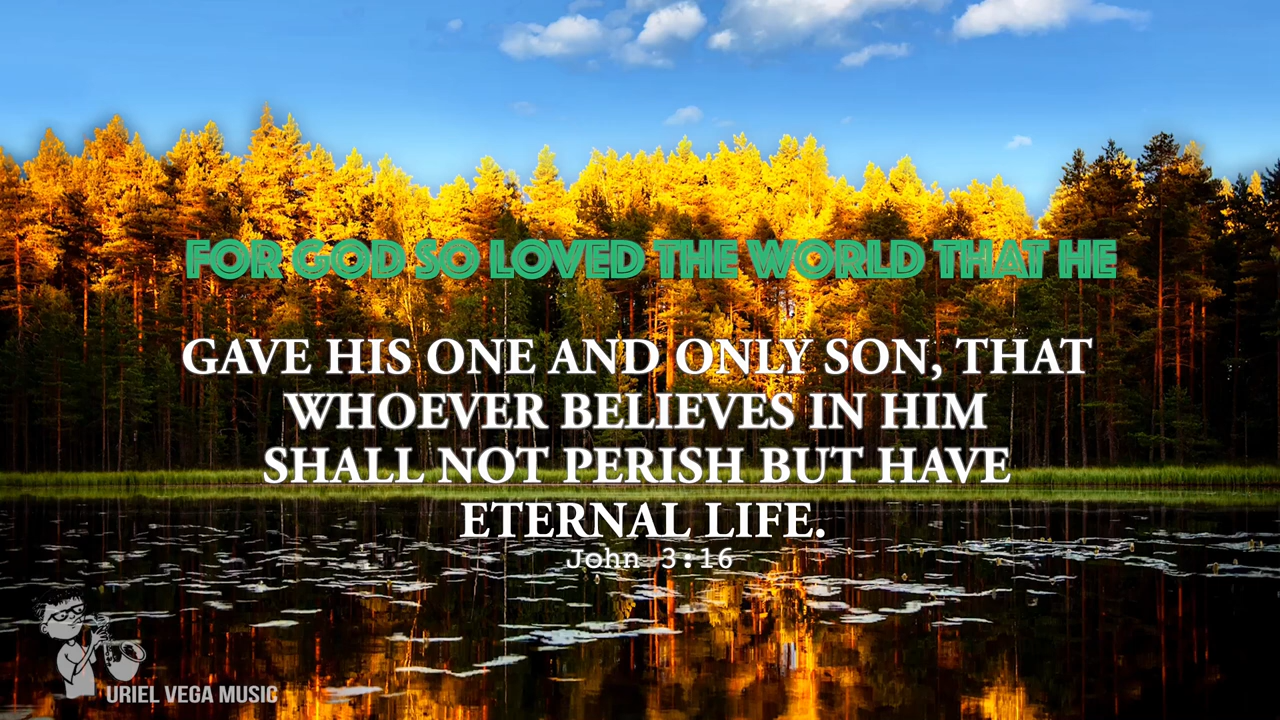 FOR GOD SO LOVED THE WORLD THAT HE
GAVE HIS ONE AND ONLY SON, THAT
WHOEVER BELIEVES IN HIM
SHALL NOT PERISH BUT HAVE
ETERNAL LIFE.
John 3:16
URIEL VEGA MUSIC